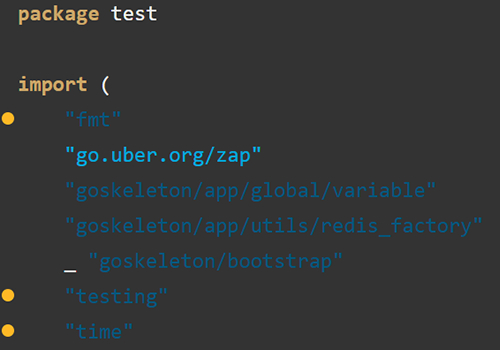 package test
import (
"fmt"
"go.uber.org/zap"
"goskeleton/app/global/variable"
"goskeleton/app/utils/redis_factory"
_ "goskeleton/bootstrap"
"testing"
"time"